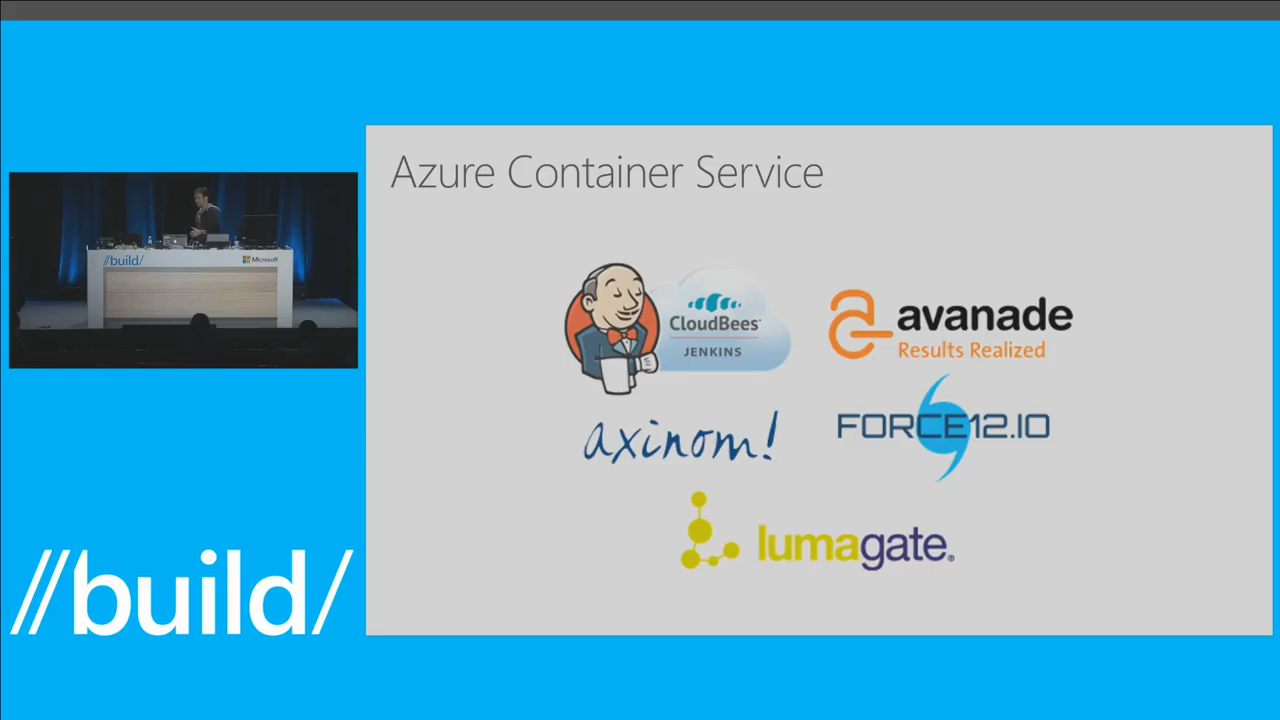 Azure Container Service
CloudBees
JENKINS
avanade
Results Realized
axinom!
FORCE12.IO
lumagate
//build/
Microsoft
//build/